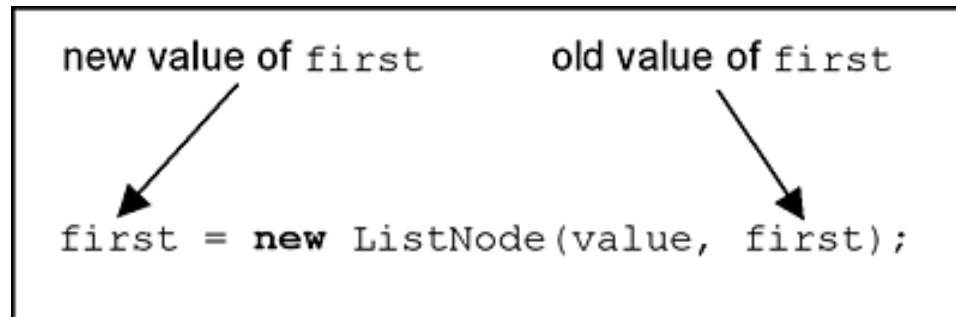 new value of first old value of first
first = new ListNode(value, first);